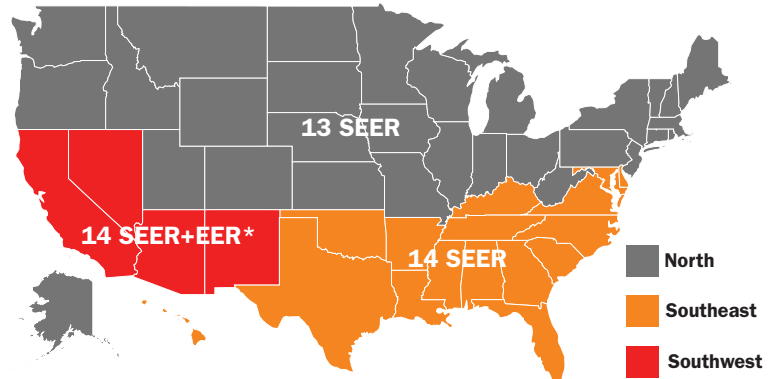 13 SEER
14 SEER+EER*
14 SEER
North
Southeast
Southwest